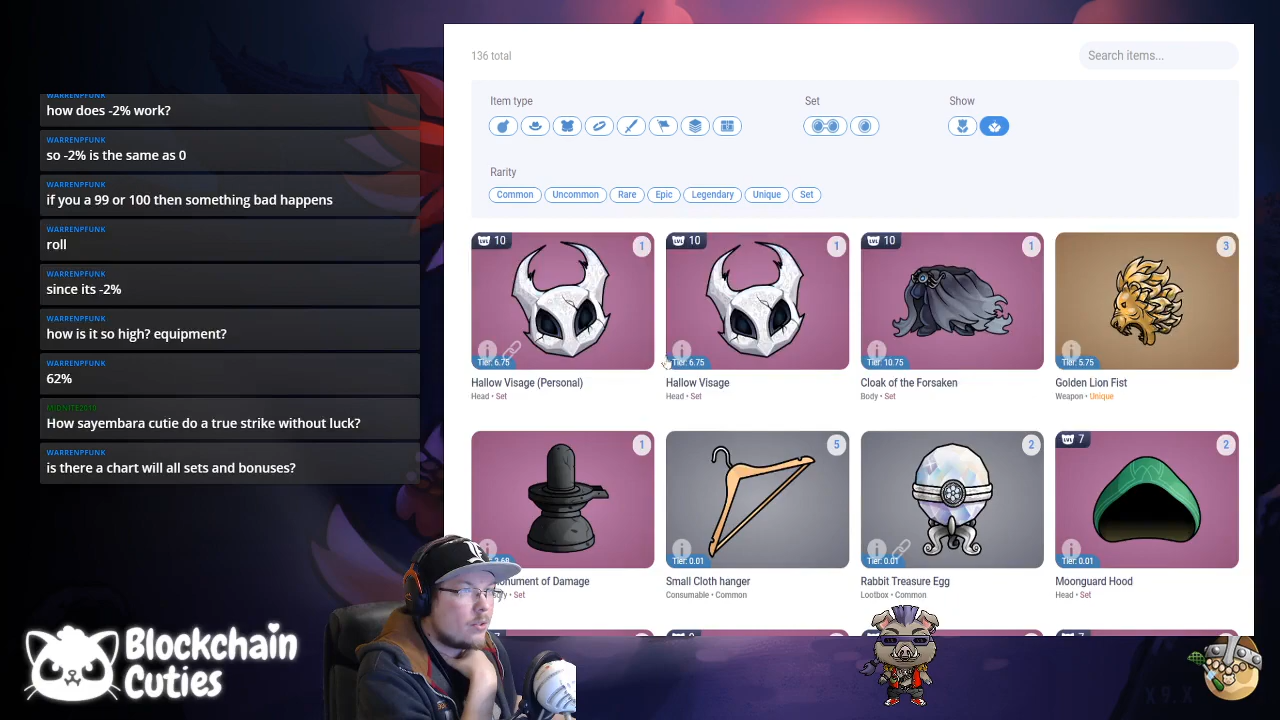 WARRENPFUNK
how does -2% work?
WARRENPFUNK
so -2% is the same as 0
WARRENPFUNK
if you a 99 or 100 then something bad happens
WARRENPFUNK
roll
WARRENPFUNK
since its -2%
WARRENPFUNK
how is it so high? equipment?
WARRENPFUNK
62%
MIDNITE2010
How sayembara cutie do a true strike without luck?
WARRENPFUNK
is there a chart will all sets and bonuses?
Blockchain
Cuties
136 total
Search items...
Item type
Set
Show
Rarity
Common
Uncommon
Rare
Epic
Legendary
Unique
Set
LVL 10
1
LVL 10
1
LVL 10
1
3
Tier: 6.75
Tier: 6.75
Tier: 10.75
Tier: 5.75
Hallow Visage (Personal)
Hallow Visage
Cloak of the Forsaken
Golden Lion Fist
Head • Set
Head • Set
Body • Set
Weapon • Unique
1
5
2
LVL 7
2
Tier: 0.01
Tier: 0.01
Tier: 0.01
onument of Damage
Small Cloth hanger
Rabbit Treasure Egg
Moonguard Hood
Set
Consumable • Common
Lootbox • Common
Head • Set